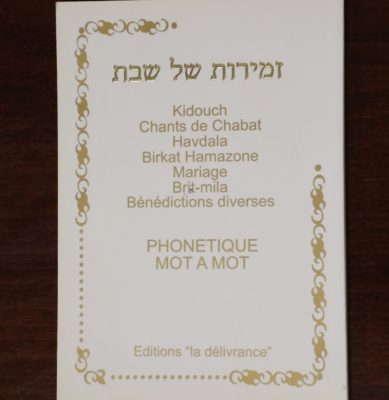 זמירות של שבת
Kidouch
Chants de Chabat
Havdala
Birkat Hamazone
Mariage
Brit-mila
Bénédictions diverses
PHONETIQUE
MOT A MOT
Editions "la délivrance"